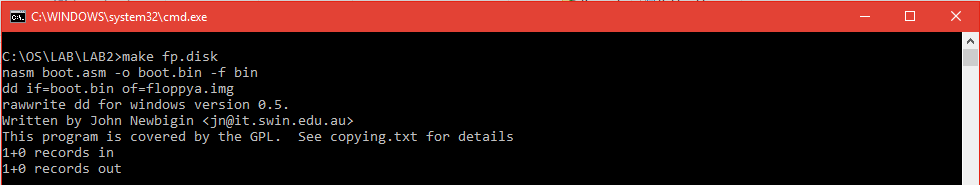 C:\WINDOWS\system32\cmd.exe
C:\OS\LAB\LAB2>make fp.disk
nasm boot.asm -o boot.bin -f bin
dd if=boot.bin of=floppya.img
rawwrite dd for windows version 0.5.
Written by John Newbigin <jn@it.swin.edu.au>
This program is covered by the GPL.  See copying.txt for details
1+0 records in
1+0 records out